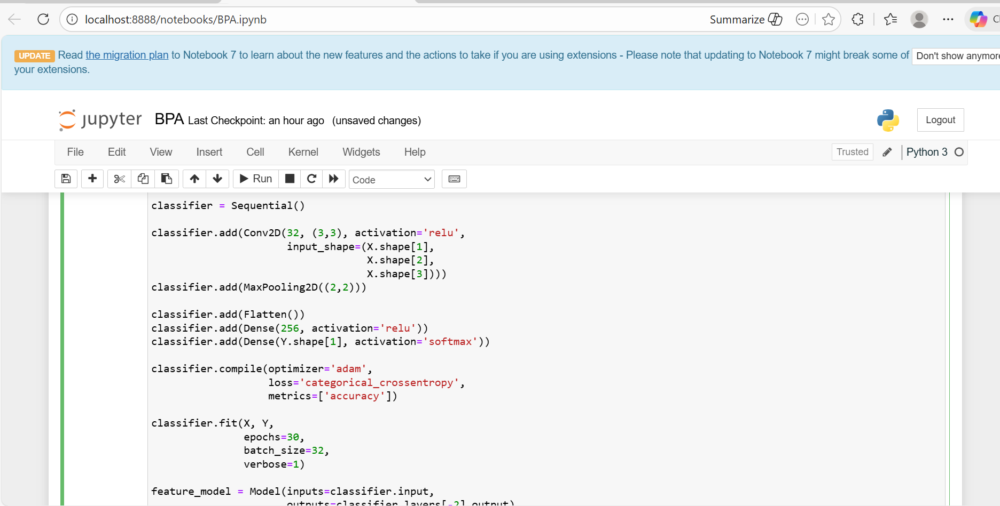 localhost:8888/notebooks/BPA.ipynb
Summarize
UPDATE Read the migration plan to Notebook 7 to learn about the new features and the actions to take if you are using extensions - Please note that updating to Notebook 7 might break some of
your extensions.
Don't show anymore
jupyter BPA Last Checkpoint: an hour ago (unsaved changes)
Logout
File Edit View Insert Cell Kernel Widgets Help
Trusted Python 3
Run
Code
classifier = Sequential()
classifier.add(Conv2D(32, (3,3), activation='relu',
input_shape=(X.shape[1],
X.shape[2],
X.shape[3])))
classifier.add(MaxPooling2D((2,2)))
classifier.add(Flatten())
classifier.add(Dense(256, activation='relu'))
classifier.add(Dense(Y.shape[1], activation='softmax'))
classifier.compile(optimizer='adam',
loss='categorical_crossentropy',
metrics=['accuracy'])
classifier.fit(X, Y,
epochs=30,
batch_size=32,
verbose=1)
feature_model = Model(inputs=classifier.input,
outputs=classifier.layers[-2].output)